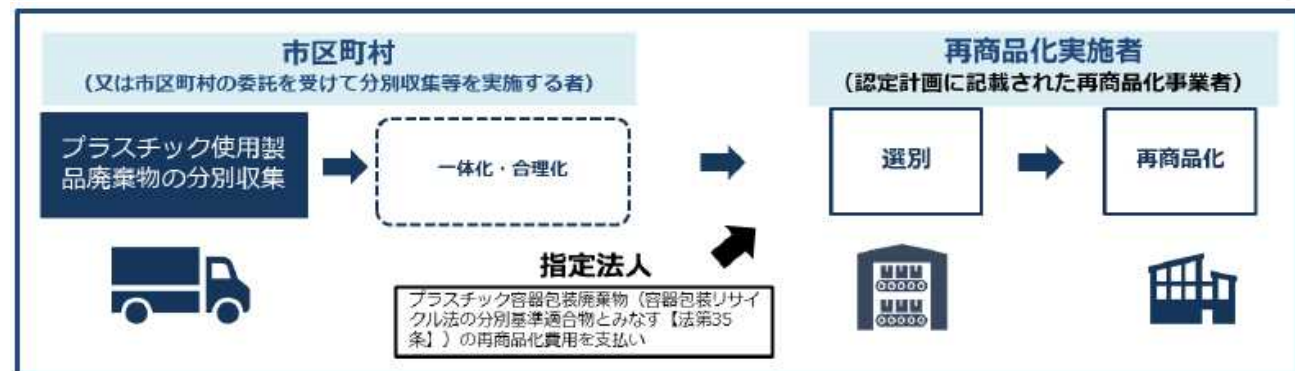 市区町村
（又は市区町村の委託を受けて分別収集等を実施する者）
再商品化実施者
（認定計画に記載された再商品化事業者）
プラスチック使用製
品廃棄物の分別収集
一体化・合理化
選別
再商品化
指定法人
プラスチック容器包装廃棄物（容器包装リサイ
クル法の分別基準適合物とみなす【法第35
条】）の再商品化費用を支払い